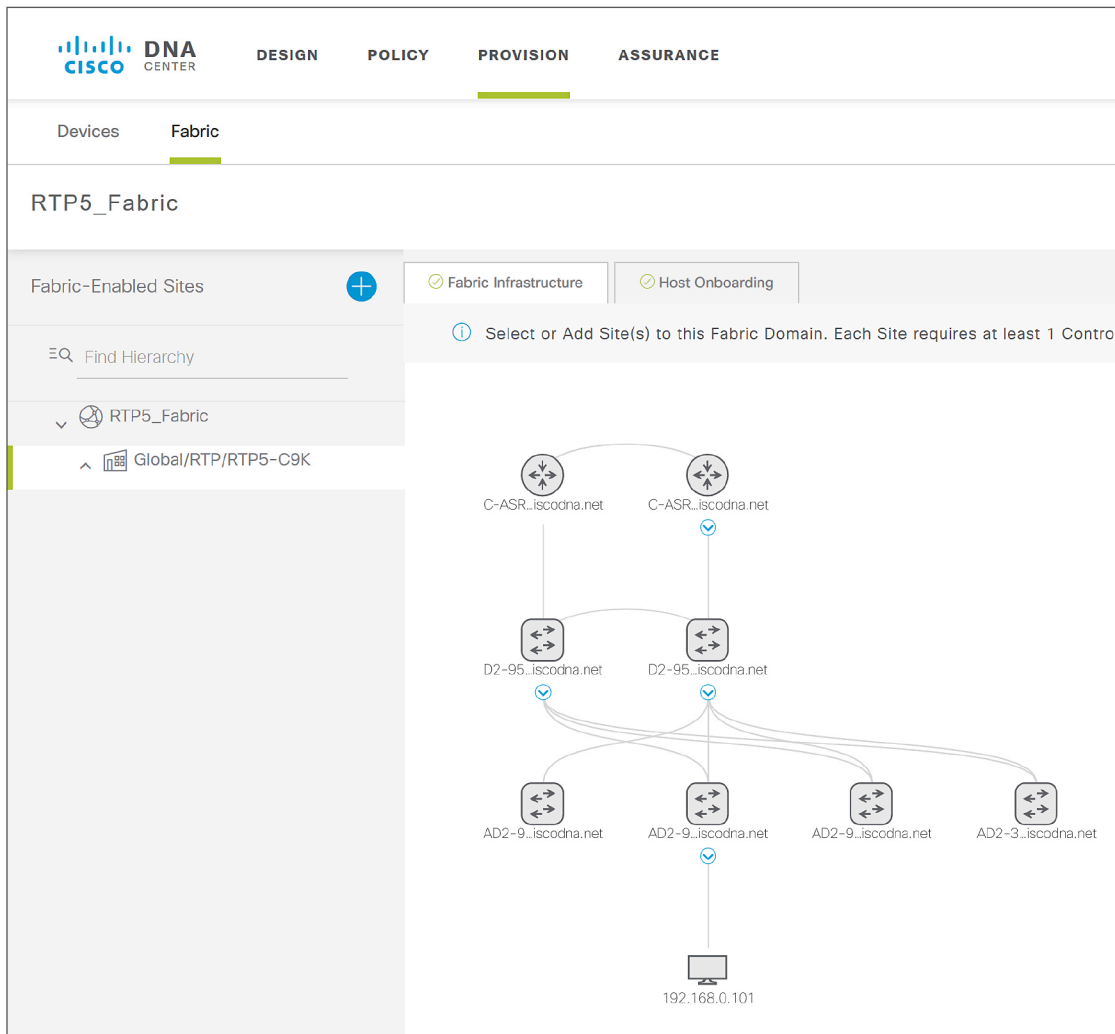 CISCO DNA CENTER DESIGN POLICY PROVISION ASSURANCE
Devices Fabric
RTP5_Fabric
Fabric-Enabled Sites
Fabric Infrastructure Host Onboarding
Select or Add Site(s) to this Fabric Domain. Each Site requires at least 1 Contro
Find Hierarchy
RTP5_Fabric
Global/RTP/RTP5-C9K
C-ASR...iscodna.net C-ASR...iscodna.net
D2-95...iscodna.net D2-95...iscodna.net
AD2-9...iscodna.net AD2-9...iscodna.net AD2-9...iscodna.net AD2-3...iscodna.net
192.168.0.101